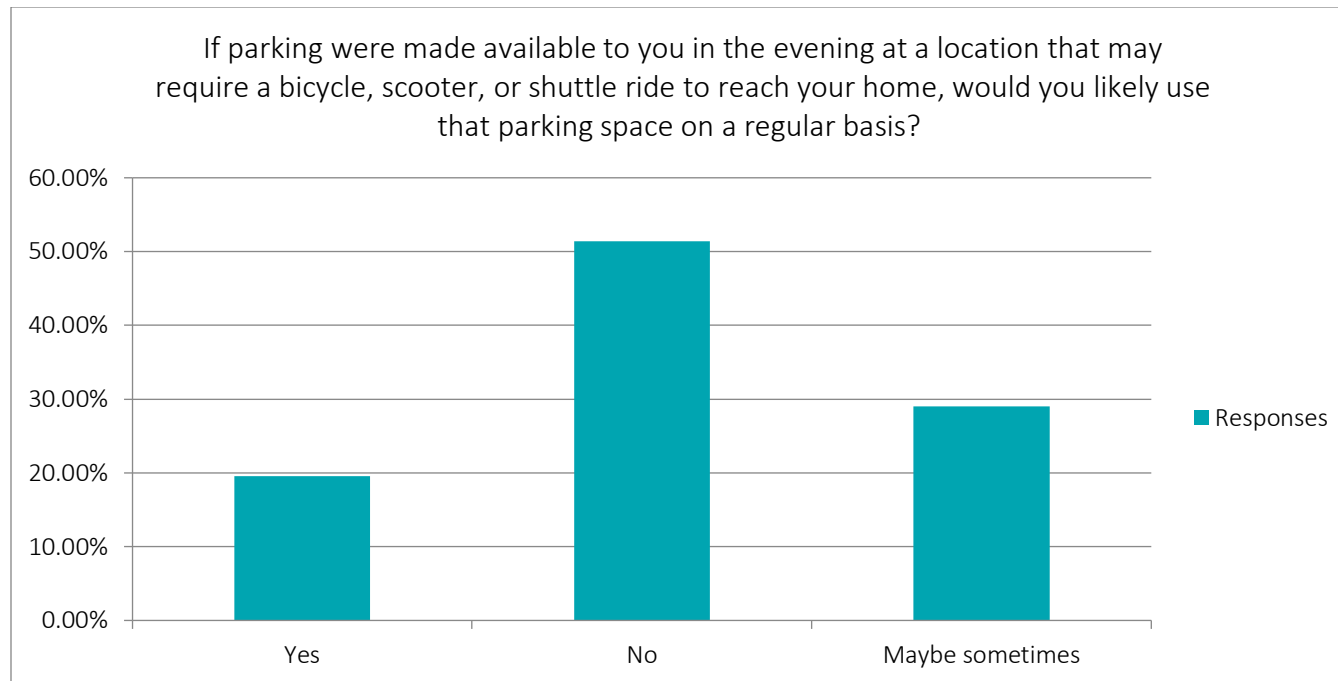 If parking were made available to you in the evening at a location that may
require a bicycle, scooter, or shuttle ride to reach your home, would you likely use
that parking space on a regular basis?
60.00%
50.00%
40.00%
30.00%
20.00%
10.00%
0.00%
Yes
No
Maybe sometimes
Responses